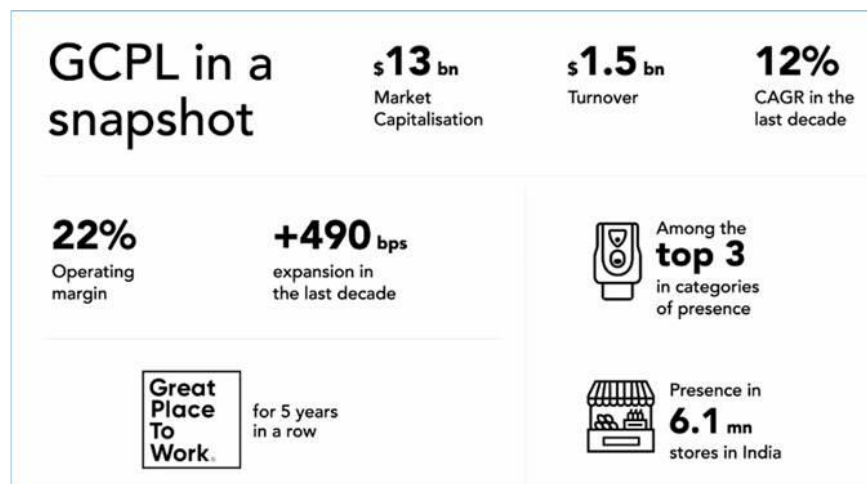 GCPL in a
snapshot
$13 bn
Market
Capitalisation
$1.5 bn
Turnover
12%
CAGR in the
last decade
22%
Operating
margin
+490 bps
expansion in
the last decade
Among the
top 3
in categories
of presence
Great
Place
To
Work.
for 5 years
in a row
Presence in
6.1 mn
stores in India